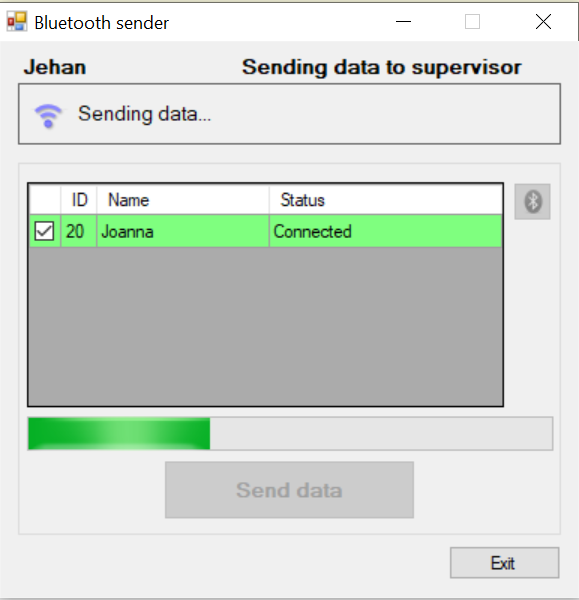 Bluetooth sender
Jehan Sending data to supervisor
Sending data...
ID Name Status
20 Joanna Connected
Send data
Exit